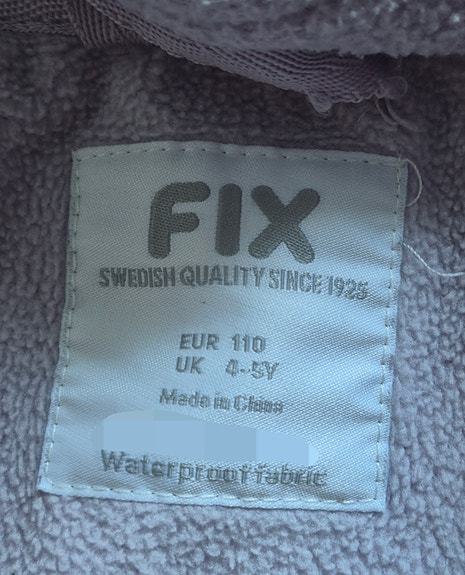 FIX
SWEDISH QUALITY SINCE 1925
EUR 110
UK 4-5Y
Made in China
Waterproof fabric